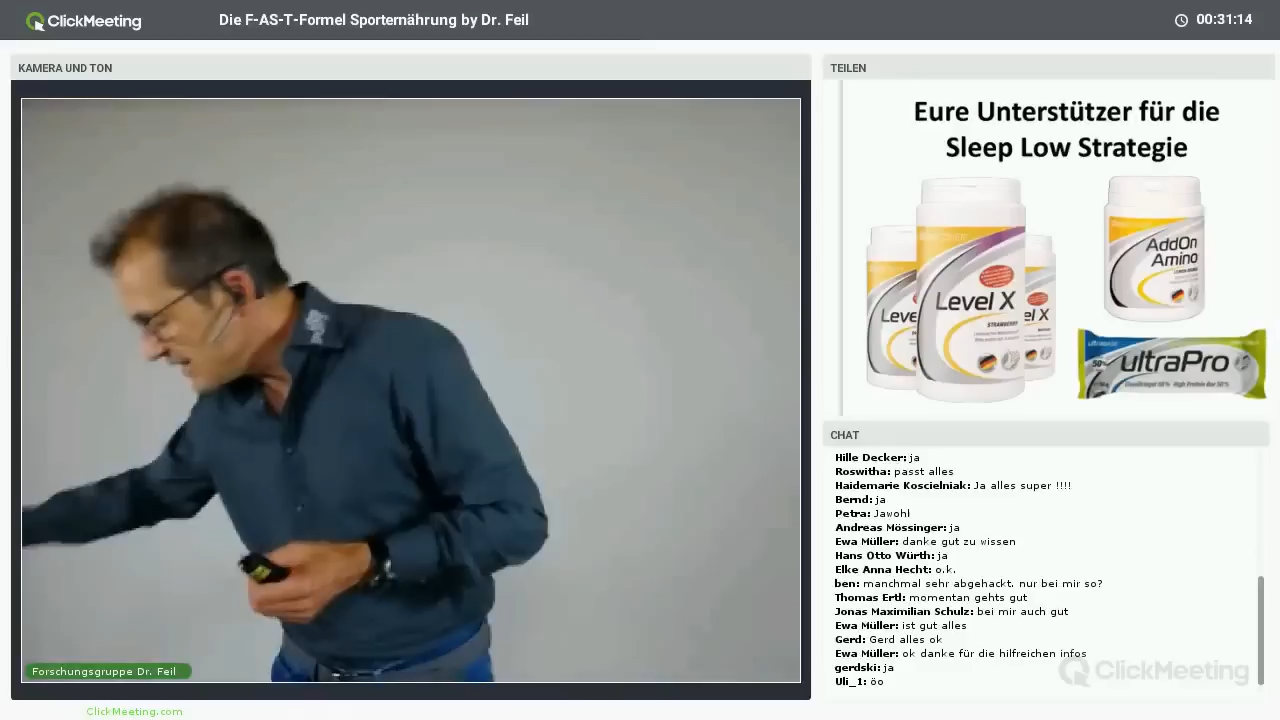 ClickMeeting
Die F-AS-T-Formel Sporternährung by Dr. Feil
00:31:14
KAMERA UND TON
TEILEN
Eure Unterstützer für die
Sleep Low Strategie
Level X
STRAWBERRY
AddOn
Amino
ultraPro
50%
Forschungsgruppe Dr. Feil
CHAT
Hille Decker: ja
Roswitha: passt alles
Haidemarie Koscielniak: Ja alles super !!!!
Bernd: ja
Petra: Jawohl
Andreas Mössinger: ja
Ewa Müller: danke gut zu wissen
Hans Otto Würth: ja
Elke Anna Hecht: o.k.
ben: manchmal sehr abgehackt. nur bei mir so?
Thomas Ertl: momentan gehts gut
Jonas Maximilian Schulz: bei mir auch gut
Ewa Müller: ist gut alles
Gerd: Gerd alles ok
Ewa Müller: ok danke für die hilfreichen infos
gerdski: ja
Uli_1: öo
ClickMeeting
ClickMeeting.com